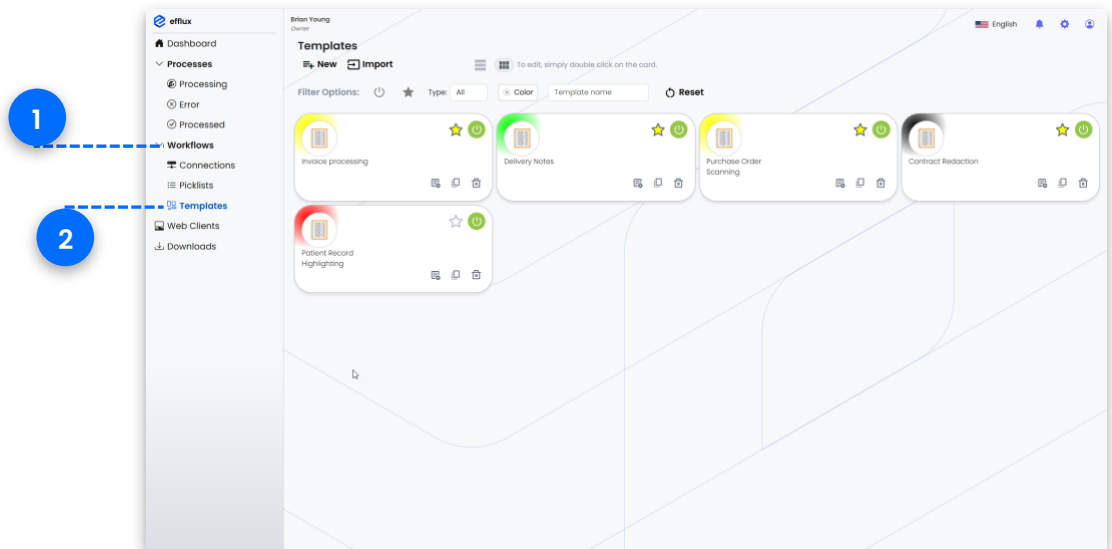 efflux
Brian Young
Owner
English
Dashboard
Templates
Processes
New
Import
To edit, simply double click on the card.
Processing
Filter Options:
Type:
All
Color
Template name
Reset
Error
Processed
1
Workflows
Connections
Picklists
2
Templates
Web Clients
Downloads
Invoice processing
Delivery Notes
Purchase Order
Scanning
Contract Redaction
Patient Record
Highlighting